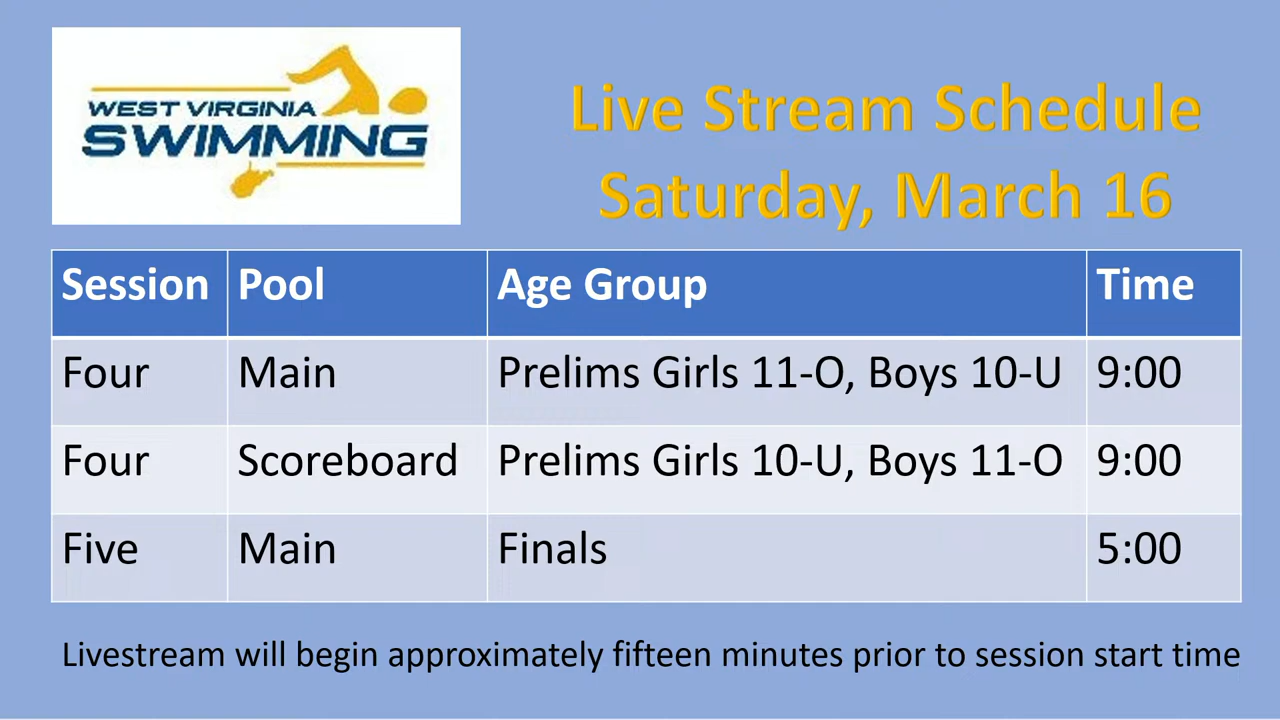 WEST VIRGINIA
SWIMMING
Live Stream Schedule
Saturday, March 16
Session Pool Age Group Time
Four Main Prelims Girls 11-O, Boys 10-U 9:00
Four Scoreboard Prelims Girls 10-U, Boys 11-O 9:00
Five Main Finals 5:00
Livestream will begin approximately fifteen minutes prior to session start time